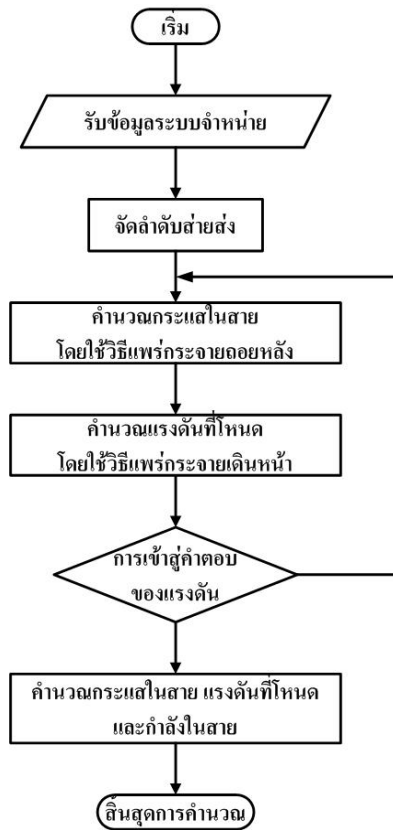 เริ่ม
รับข้อมูลระบบจำหน่าย
จัดลำดับส่ายส่ง
คำนวณกระแสในสาย
โดยใช้วิธีแพร่กระจายถอยหลัง
คำนวณแรงดันที่โหนด
โดยใช้วิธีแพร่กระจายเดินหน้า
การเข้าสู่คำตอบ
ของแรงดัน
คำนวณกระแสในสาย แรงดันที่โหนด
และกำลังในสาย
สิ้นสุดการคำนวณ